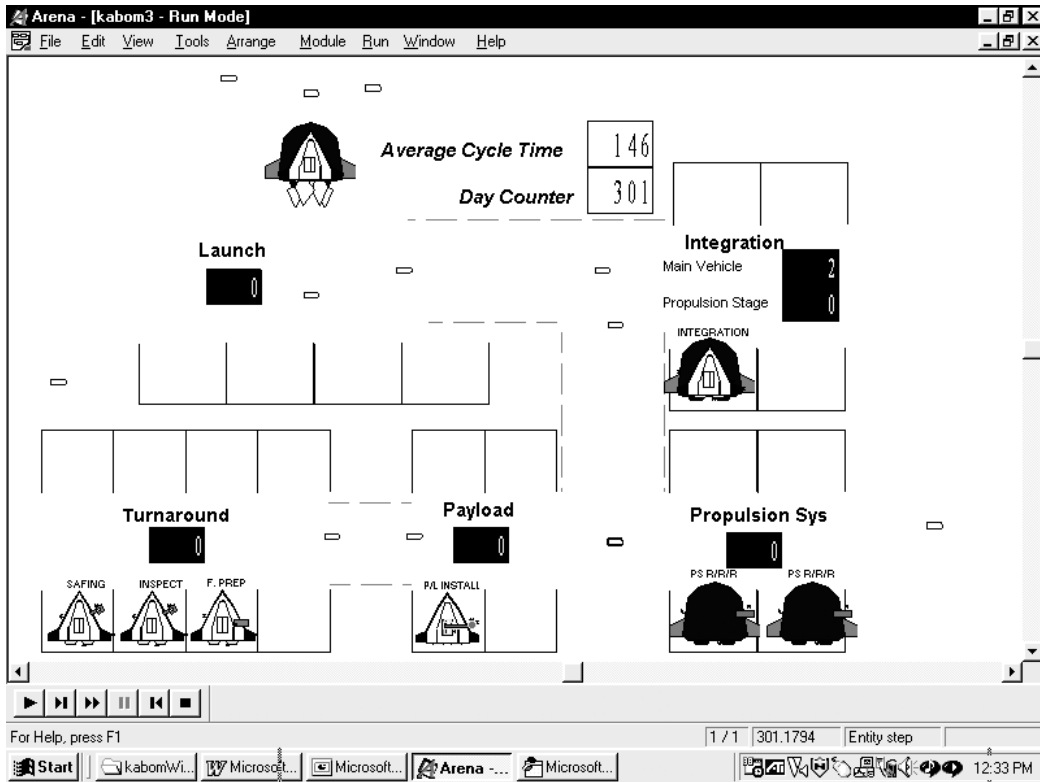 Arena - [kabom3 - Run Mode]
File Edit View Tools Arrange Module Run Window Help
Average Cycle Time 146
Day Counter 301
Launch
0
Integration
Main Vehicle 2
Propulsion Stage 0
INTEGRATION
Turnaround
0
Payload
0
Propulsion Sys
0
SAFING INSPECT F. PREP
P/L INSTALL
PS R/R/R PS R/R/R
For Help, press F1 1 / 1 301.1794 Entity step
Start kabomWi... Microsoft... Microsoft... Arena -... Microsoft... 12:33 PM